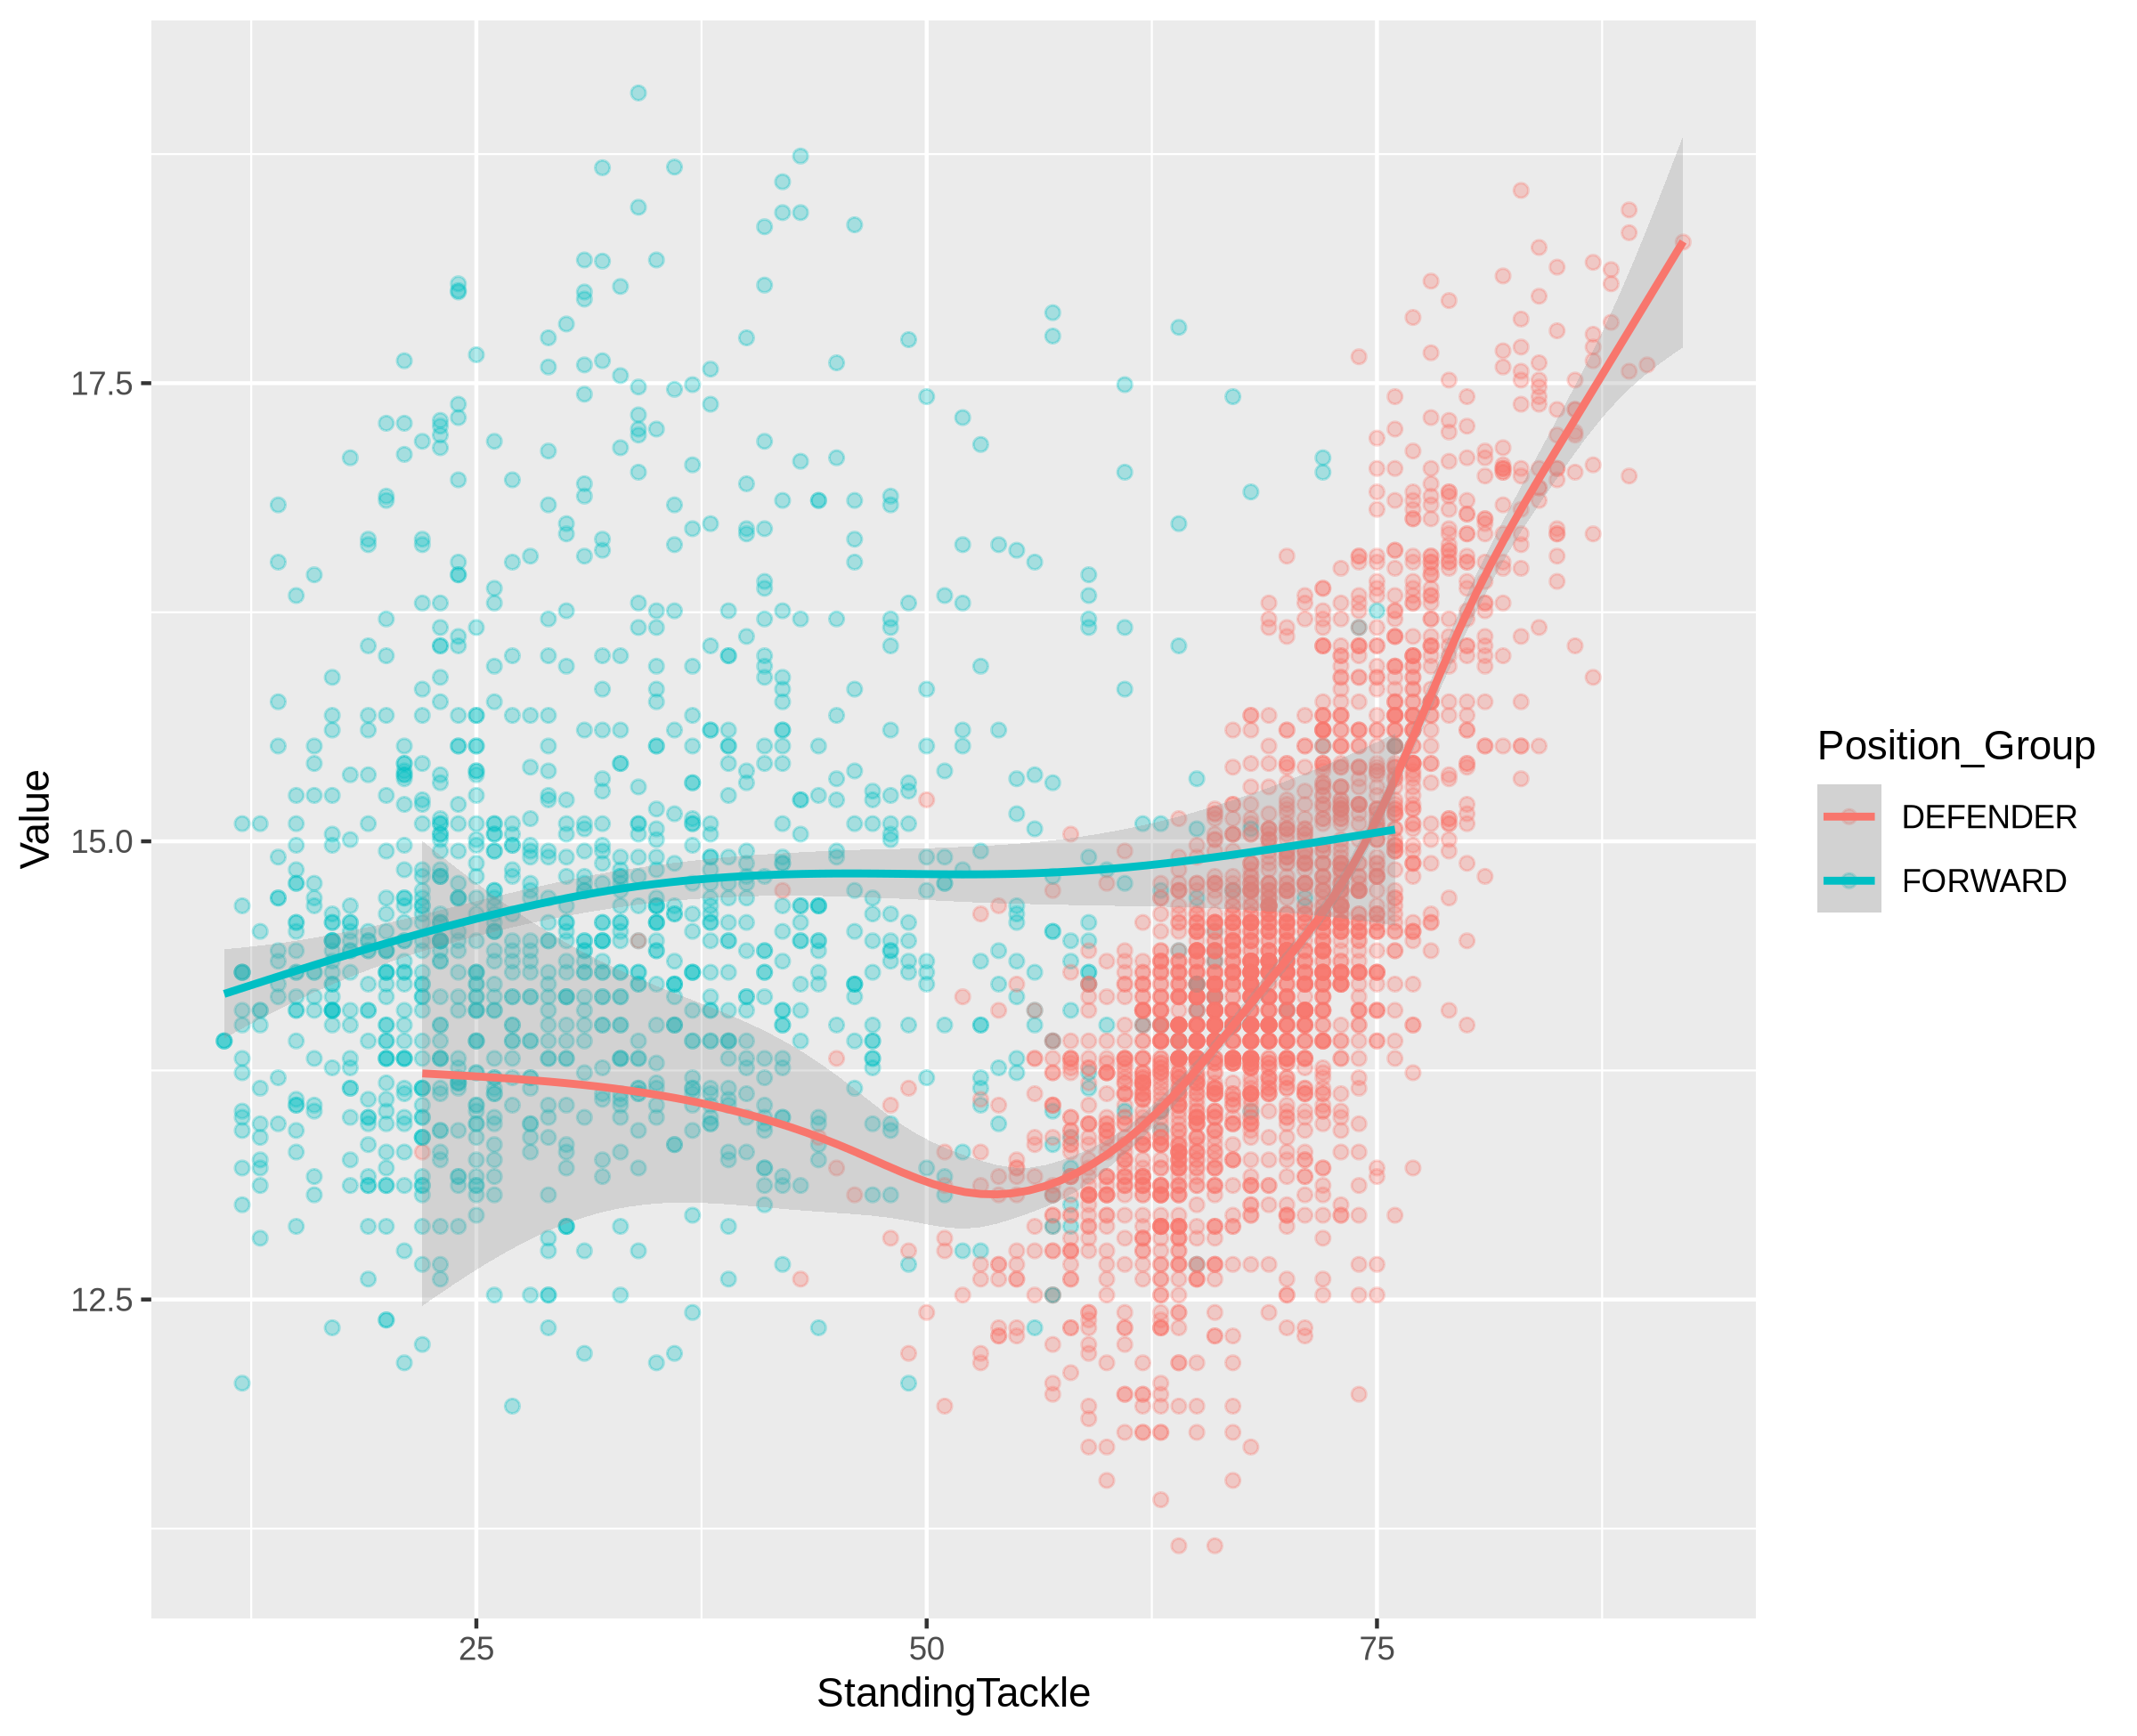 17.5
15.0
12.5
Value
25
50
75
StandingTackle
Position_Group
DEFENDER
FORWARD